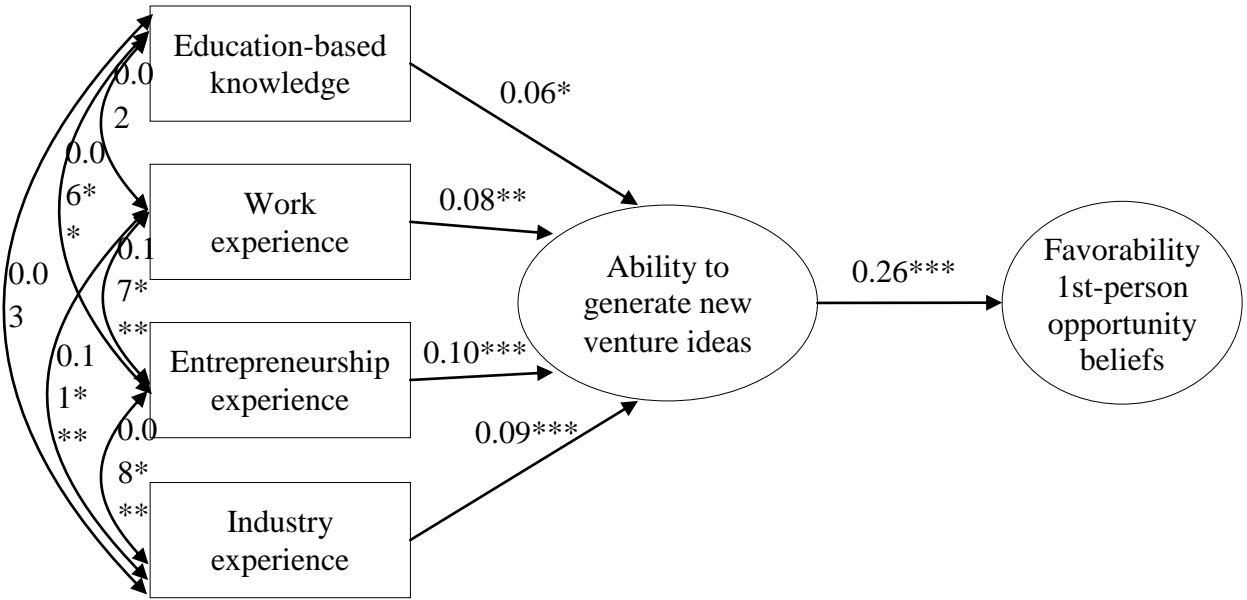 Education-based
knowledge
0.0
2
0.06*
0.0
6*
*
Work
experience
0.08**
0.1
7*
**
0.0
3
Ability to
generate new
venture ideas
0.26***
Favorability
1st-person
opportunity
beliefs
Entrepreneurship
experience
0.10***
0.1
1*
**
0.0
8*
**
0.09***
Industry
experience